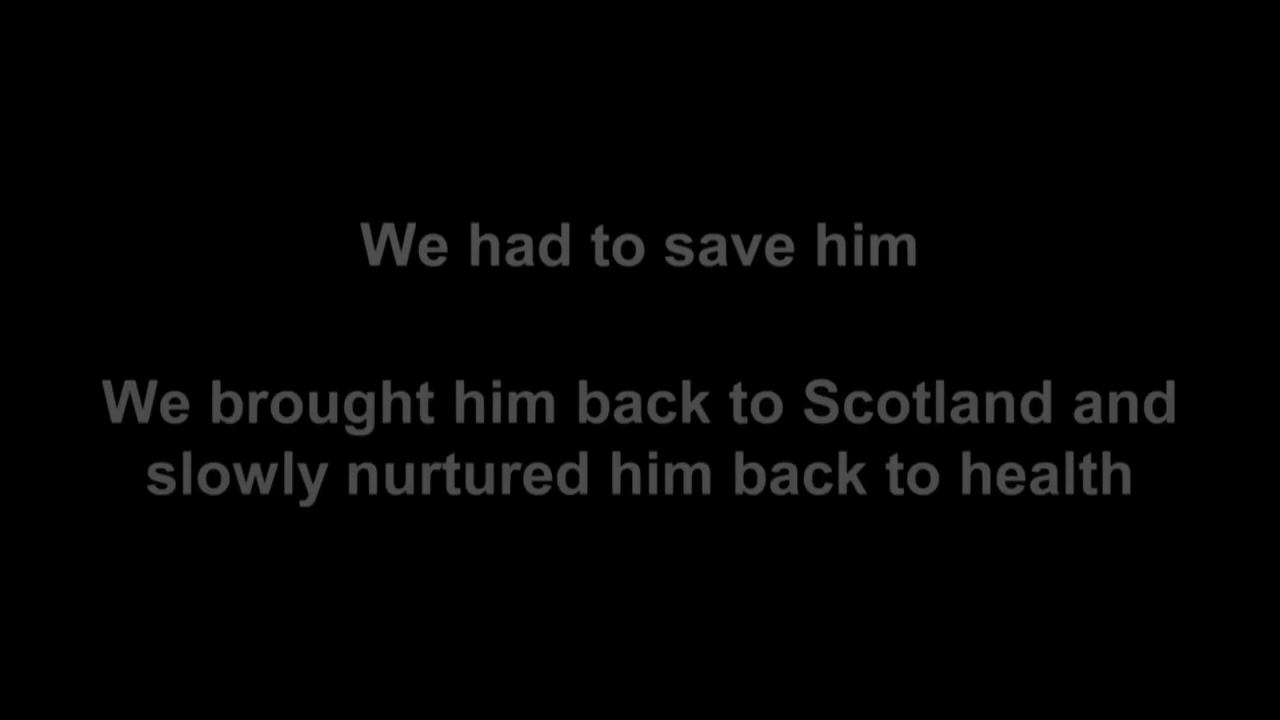 We had to save him
We brought him back to Scotland and
slowly nurtured him back to health